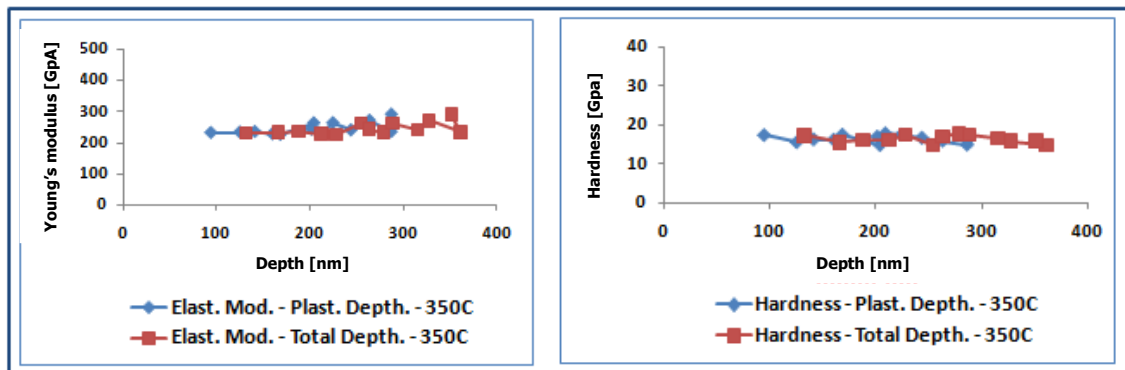 Young's modulus [GpA]
500
400
300
200
100
0
0 100 200 300 400
Depth [nm]
Elast. Mod. - Plast. Depth. - 350C
Elast. Mod. - Total Depth. - 350C
Hardness [Gpa]
40
30
20
10
0
0 100 200 300 400
Depth [nm]
Hardness - Plast. Depth. - 350C
Hardness - Total Depth. - 350C